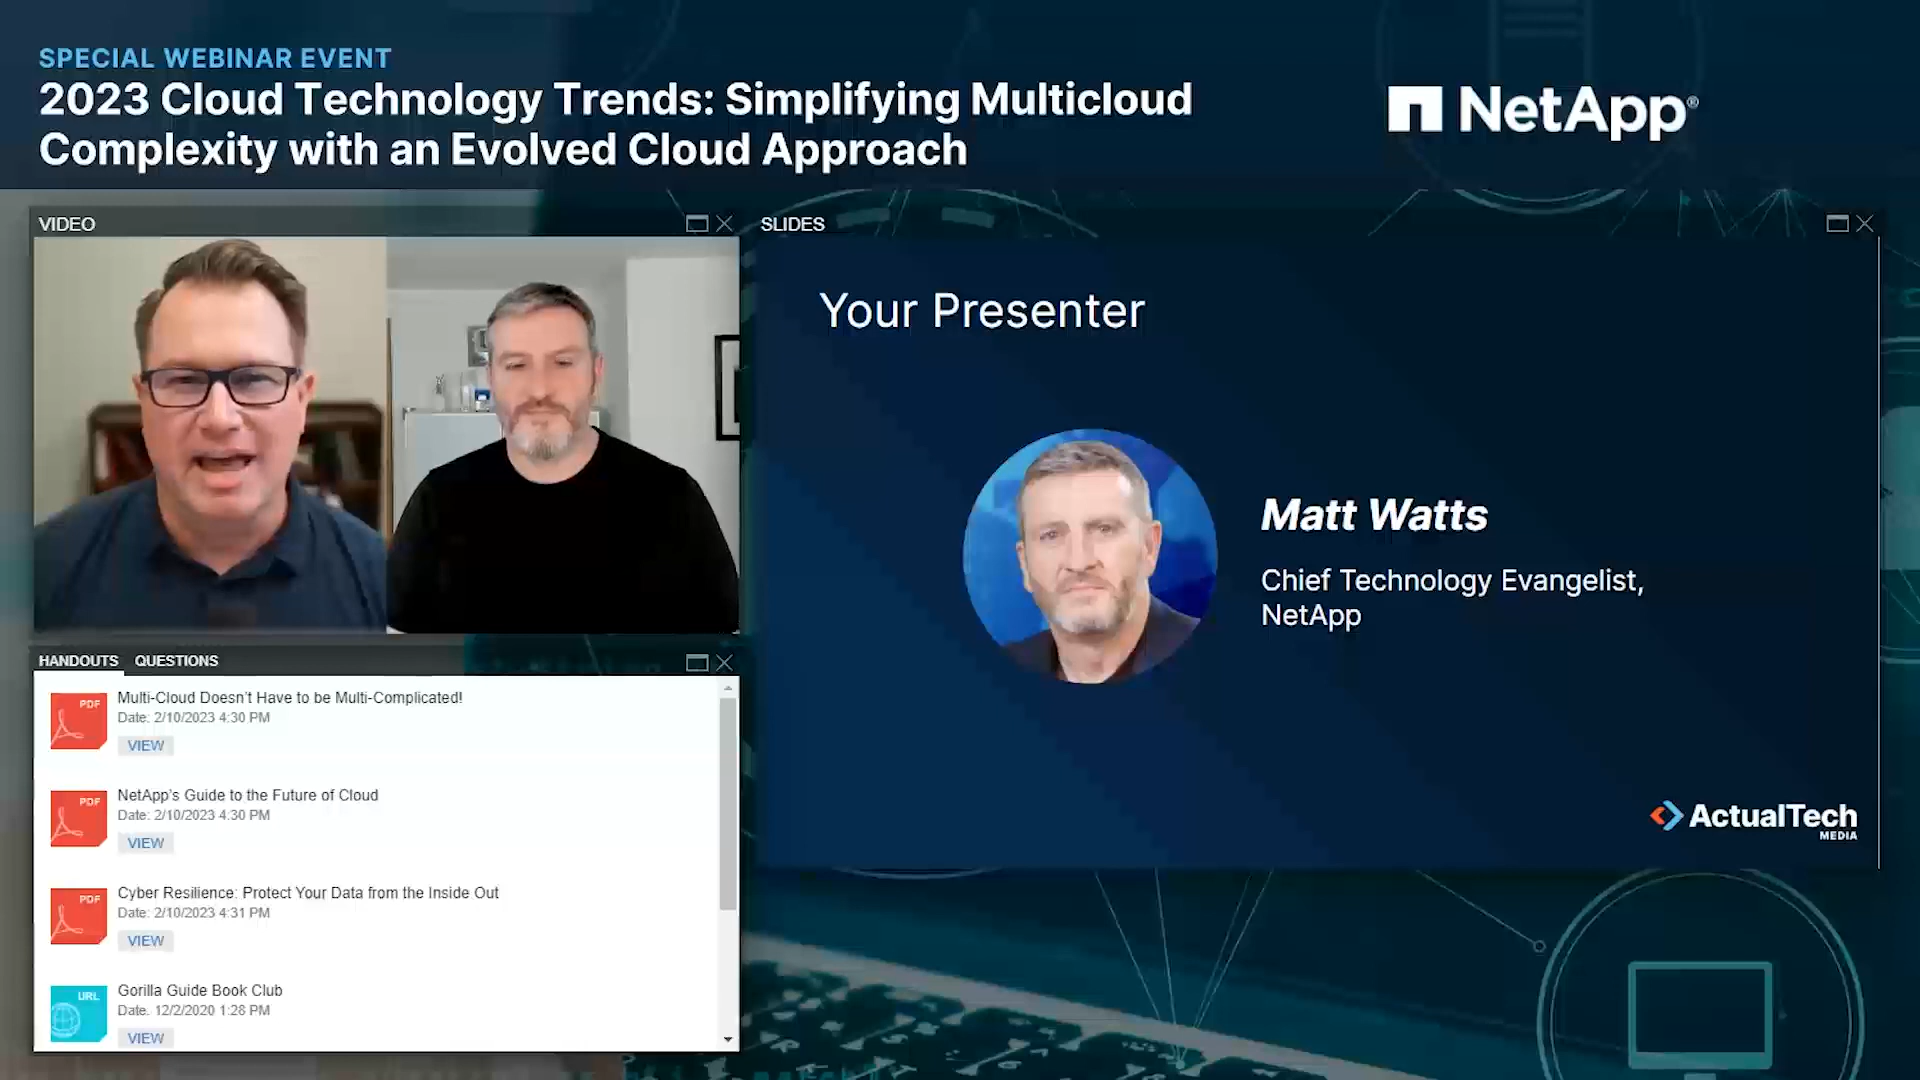 SPECIAL WEBINAR EVENT
2023 Cloud Technology Trends: Simplifying Multicloud
Complexity with an Evolved Cloud Approach
NetApp®
VIDEO
SLIDES
Your Presenter
Matt Watts
Chief Technology Evangelist,
NetApp
ActualTech
MEDIA
HANDOUTS QUESTIONS
PDF
Multi-Cloud Doesn't Have to be Multi-Complicated!
Date: 2/10/2023 4:30 PM
VIEW
PDF
NetApp's Guide to the Future of Cloud
Date: 2/10/2023 4:30 PM
VIEW
PDF
Cyber Resilience: Protect Your Data from the Inside Out
Date: 2/10/2023 4:31 PM
VIEW
URL
Gorilla Guide Book Club
Date: 12/2/2020 1:28 PM
VIEW